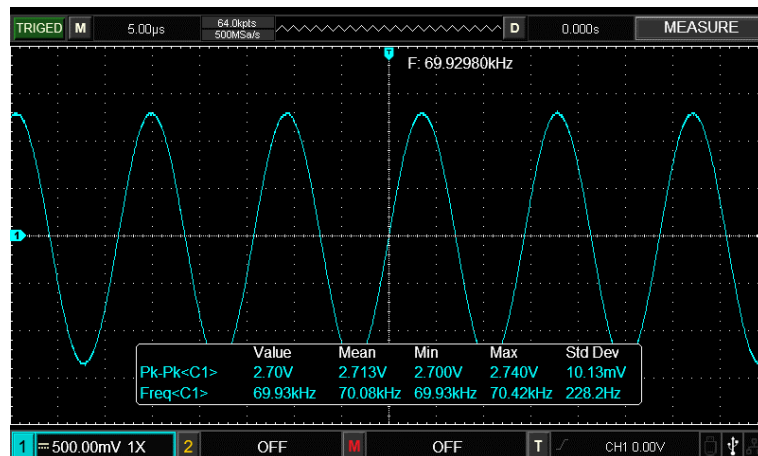 TRIGED M 5.00µs 64.0kpts 500MSa/s D 0.000s MEASURE
T
F: 69.92980kHz
1
Value Mean Min Max Std Dev
Pk-Pk<C1> 2.70V 2.713V 2.700V 2.740V 10.13mV
Freq<C1> 69.93kHz 70.08kHz 69.93kHz 70.42kHz 228.2Hz
1 500.00mV 1X 2 OFF M OFF T CH1 0.00V